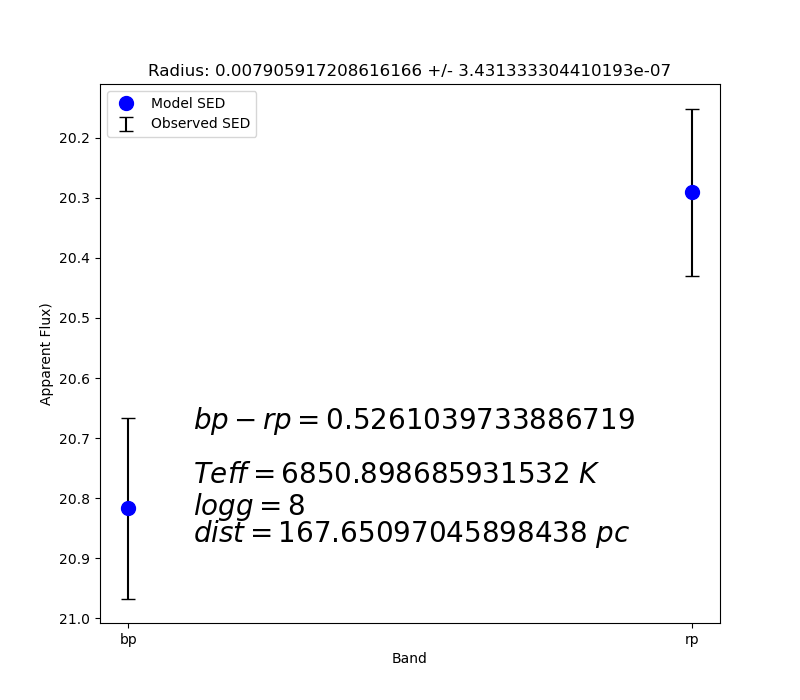 Radius: 0.007905917208616166 +/- 3.431333304410193e-07
Model SED
Observed SED
20.2
20.3
20.4
20.5
20.6
20.7
20.8
20.9
21.0
Apparent Flux)
bp − rp = 0.5261039733886719
Teff = 6850.898685931532 K
logg = 8
dist = 167.65097045898438 pc
bp
rp
Band